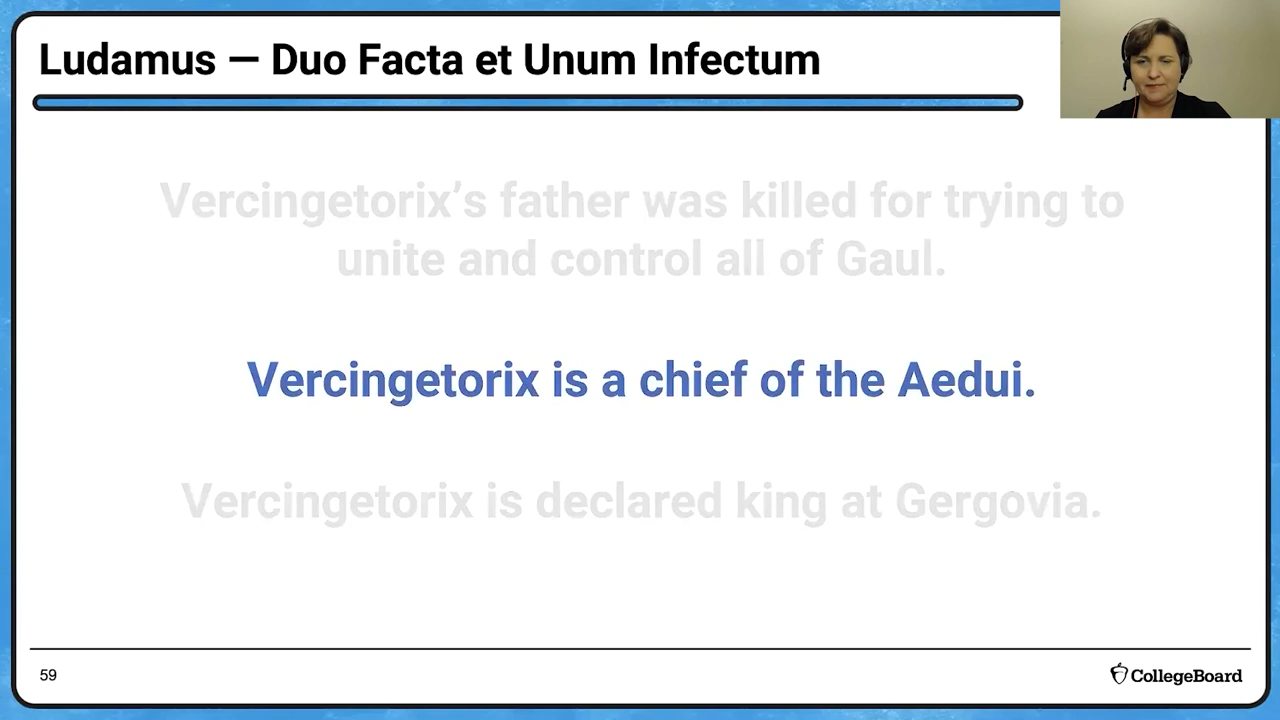 Ludamus — Duo Facta et Unum Infectum
Vercingetorix’s father was killed for trying to
unite and control all of Gaul.
Vercingetorix is a chief of the Aedui.
Vercingetorix is declared king at Gergovia.
59
CollegeBoard